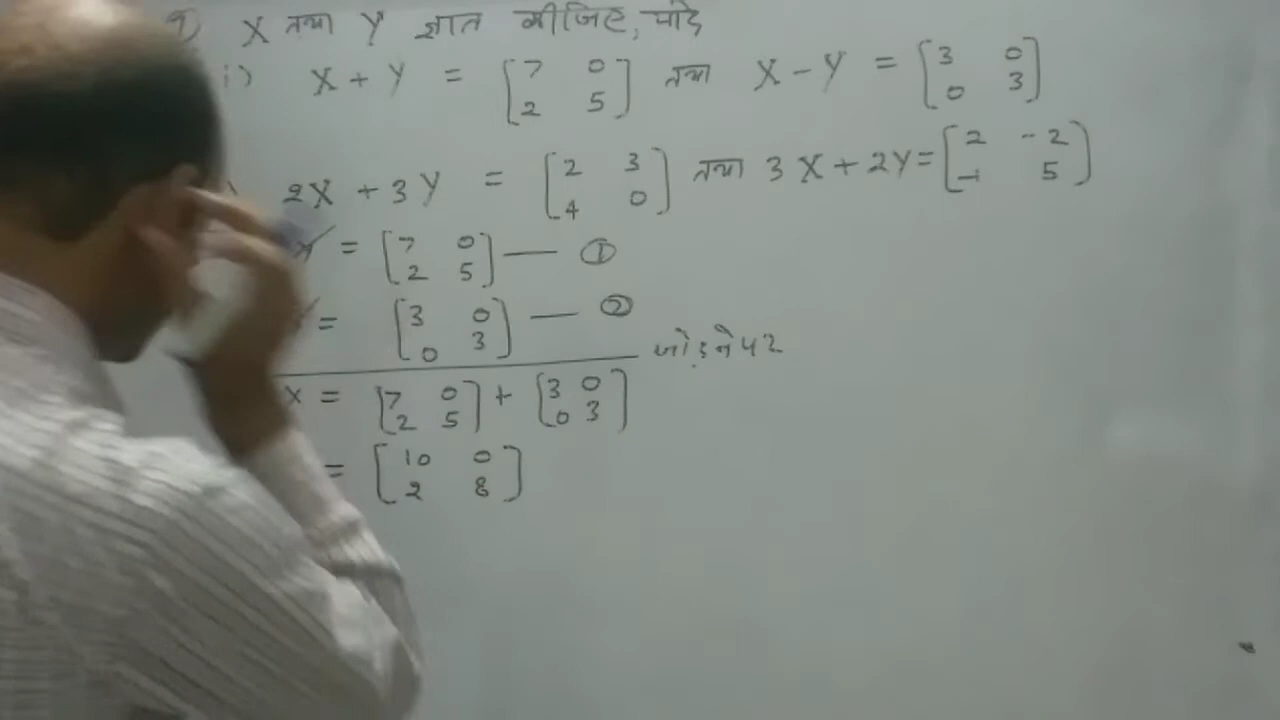 X तथा Y ज्ञात कीजिए, यदि
i) X + Y = [7 0 2 5] तथा X - Y = [3 0 0 3]
2X + 3Y = [2 3 4 0] तथा 3X + 2Y = [2 -2 -1 5]
= [7 0 2 5] — ①
= [3 0 0 3] — ②
जोड़ने पर
x = [7 0 2 5] + [3 0 0 3]
= [10 0 2 8]